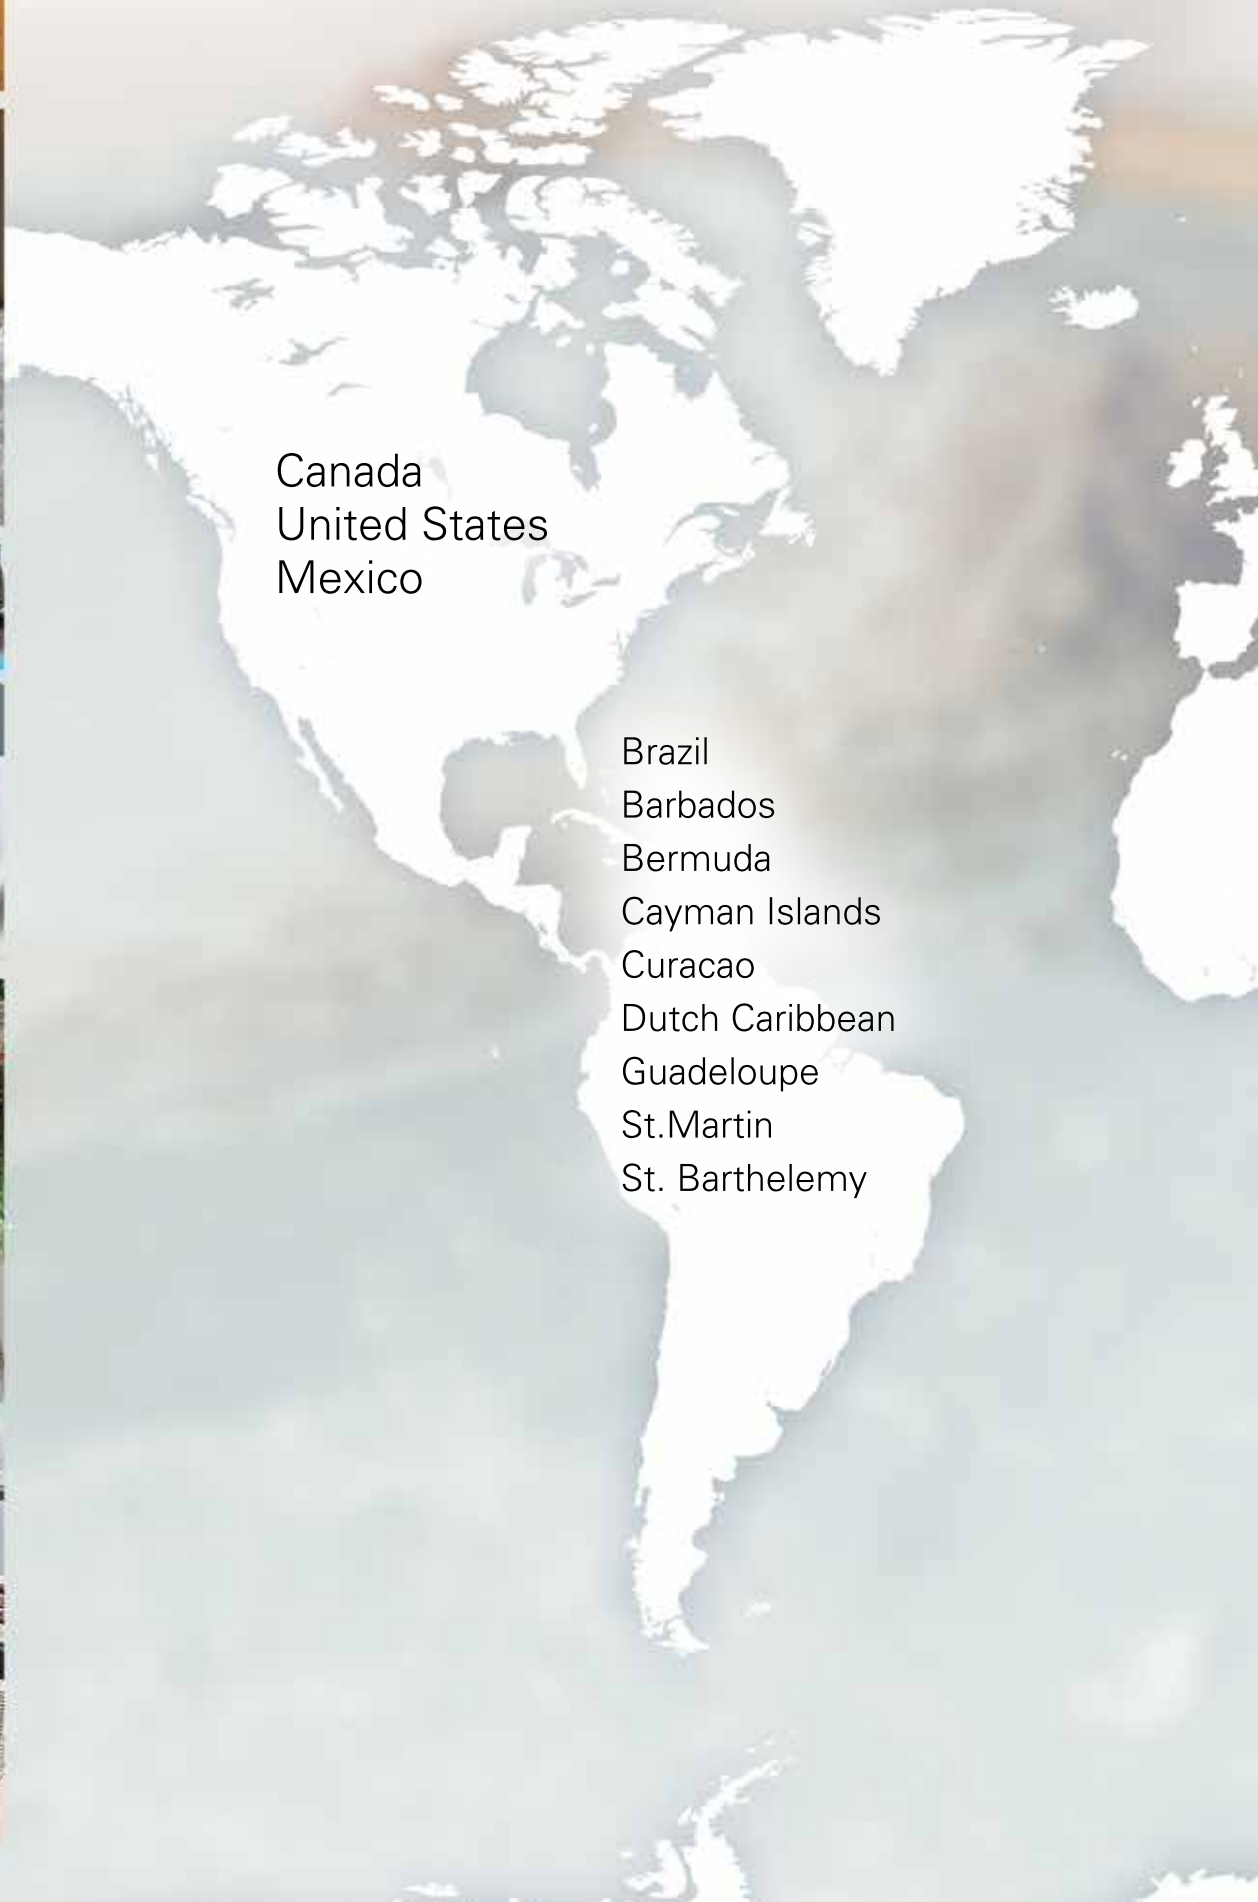 Canada
United States
Mexico
Brazil
Barbados
Bermuda
Cayman Islands
Curacao
Dutch Caribbean
Guadeloupe
St.Martin
St. Barthelemy